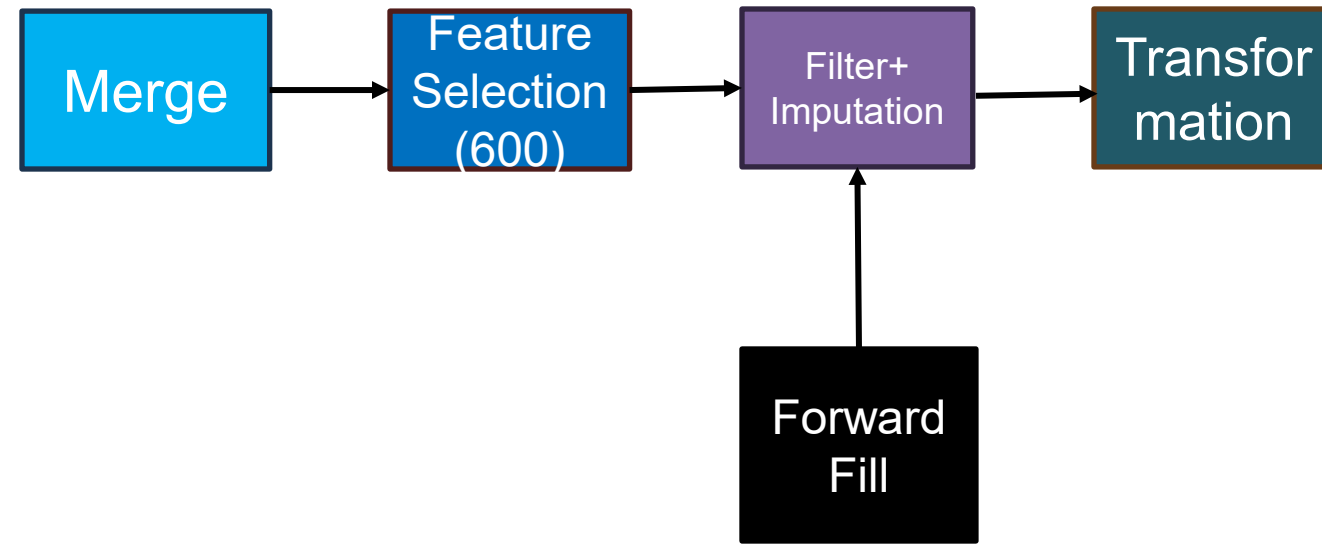 Merge
Feature
Selection
(600)
Filter+
Imputation
Transfor
mation
Forward
Fill